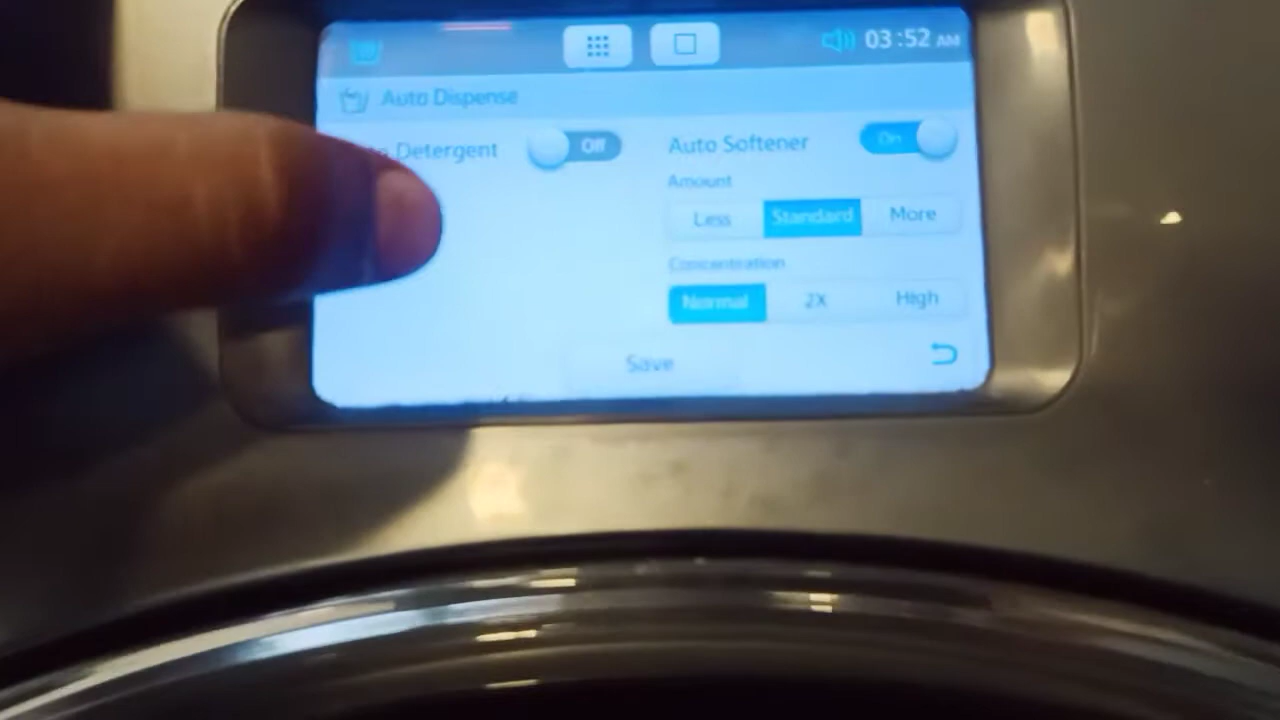 03:52 AM
Auto Dispense
Detergent Off
Auto Softener On
Amount
Less Standard More
Concentration
Normal 2X High
Save